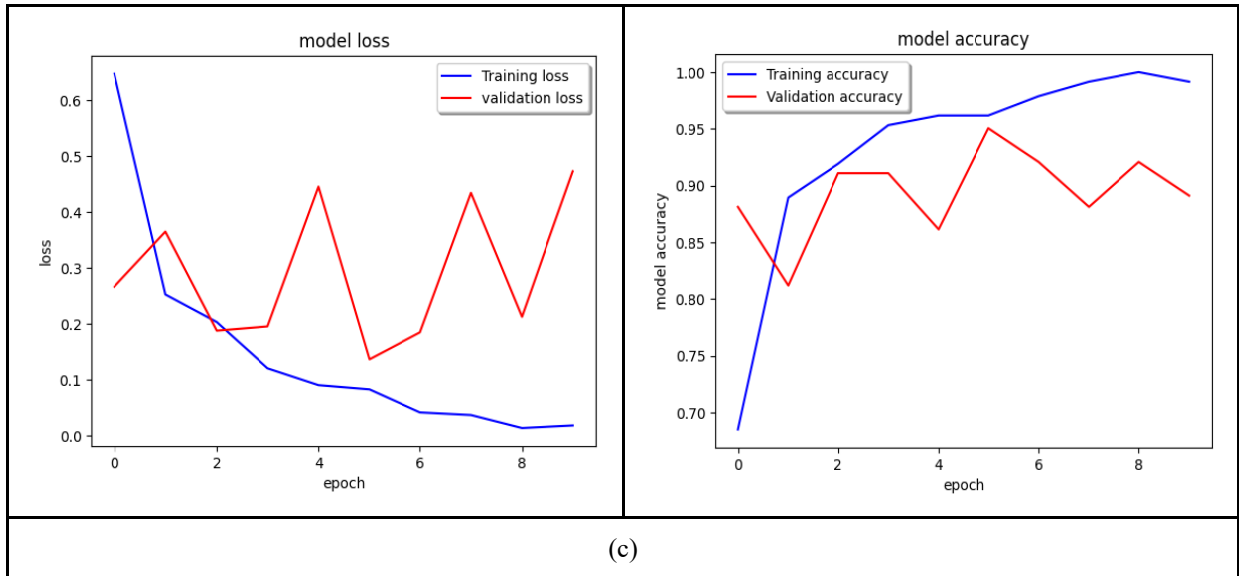 model loss
Training loss
validation loss
0.6
0.5
0.4
0.3
0.2
0.1
0.0
loss
0
2
4
6
8
epoch
model accuracy
Training accuracy
Validation accuracy
1.00
0.95
0.90
0.85
0.80
0.75
0.70
model accuracy
0
2
4
6
8
epoch
(c)